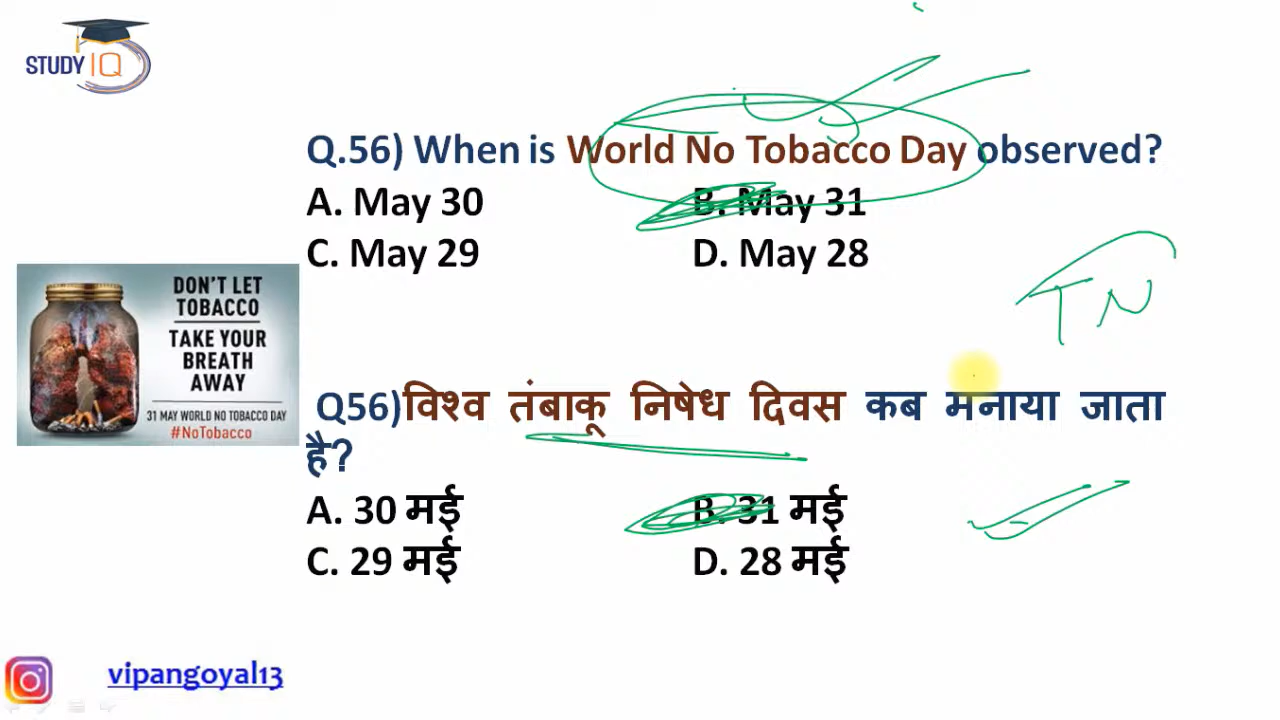 STUDY IQ
Q.56) When is World No Tobacco Day observed?
A. May 30 B. May 31
C. May 29 D. May 28
TN
DON'T LET
TOBACCO
TAKE YOUR
BREATH
AWAY
31 MAY WORLD NO TOBACCO DAY
#NoTobacco
Q56)विश्व तंबाकू निषेध दिवस कब मनाया जाता
है?
A. 30 मई B. 31 मई
C. 29 मई D. 28 मई
vipangoyal13